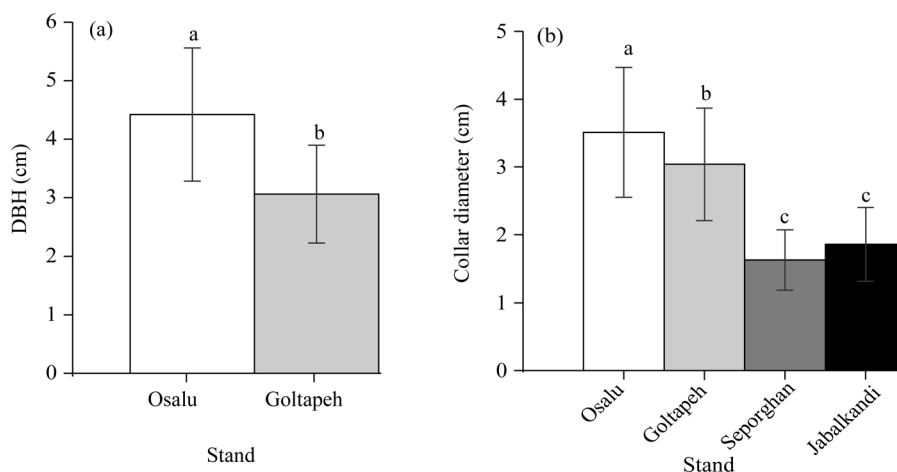 (a)
6
5
4
3
2
1
0
DBH (cm)
a
b
Osalu
Goltapeh
Stand
(b)
5
4
3
2
1
0
Collar diameter (cm)
a
b
c
c
Osalu
Goltapeh
Seporghan
Jabalkandi
Stand